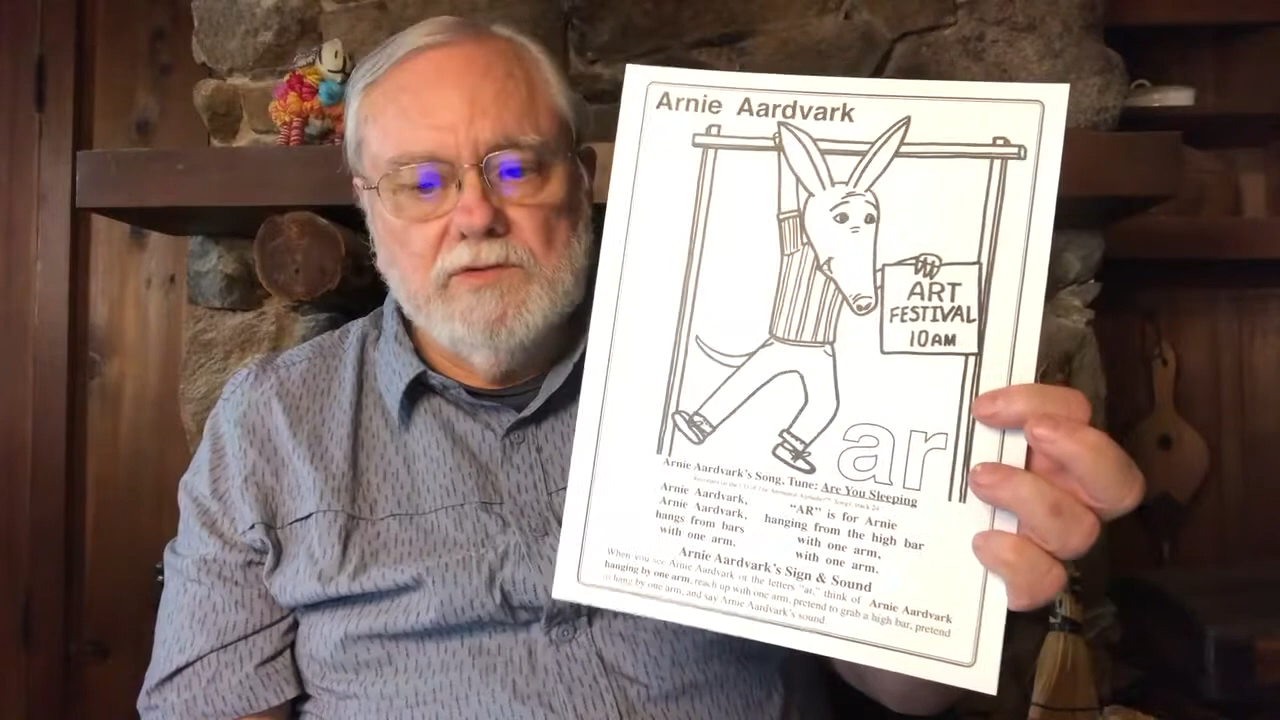 Arnie Aardvark
ART
FESTIVAL
10AM
ar
Arnie Aardvark's Song, Tune: Are You Sleeping
Arnie Aardvark,
Arnie Aardvark,
hangs from bars
with one arm.
"AR" is for Arnie
hanging from the high bar
with one arm,
with one arm.
Arnie Aardvark's Sign & Sound
When you see Arnie Aardvark or the letters "ar," think of Arnie Aardvark
hanging by one arm, reach up with one arm, pretend to grab a high bar, pretend
to hang by one arm, and say Arnie Aardvark's sound.